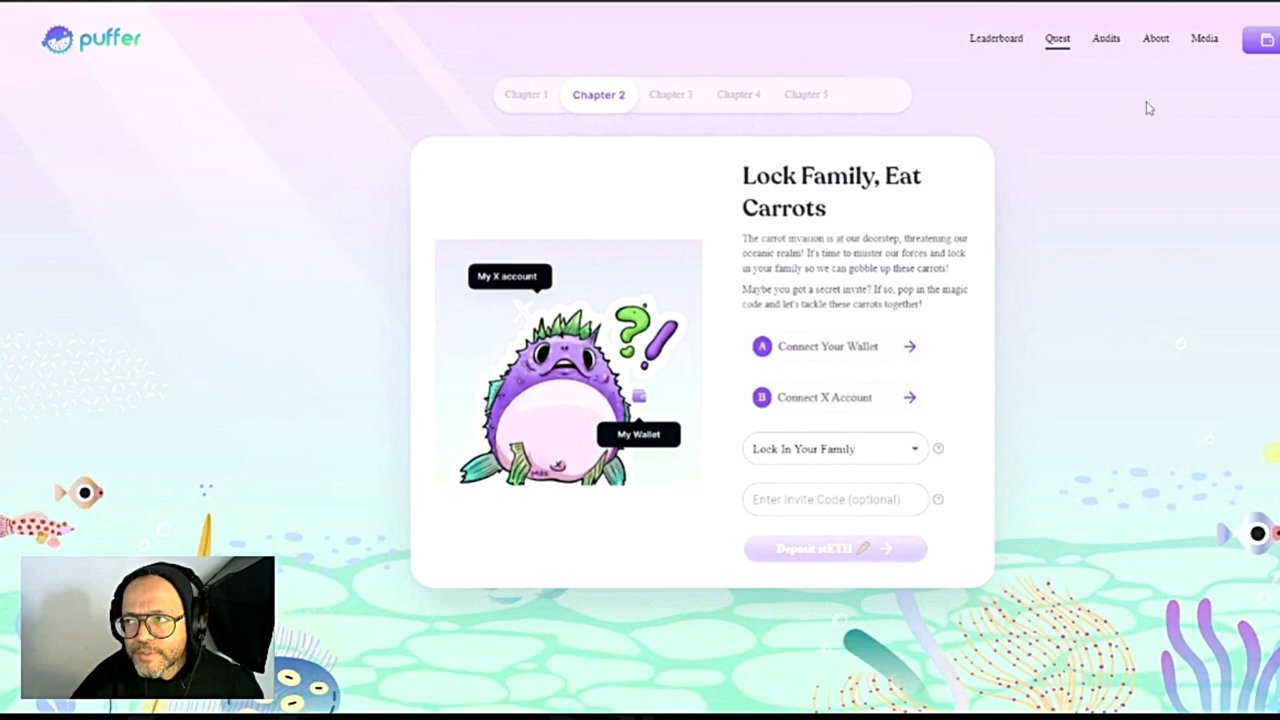 puffer
Leaderboard Quest Audits About Media
Chapter 1 Chapter 2 Chapter 3 Chapter 4 Chapter 5
Lock Family, Eat
Carrots
The carrot invasion is at our doorstep, threatening our
oceanic realm! It's time to muster our forces and lock
in your family so we can gobble up these carrots!
Maybe you got a secret invite? If so, pop in the magic
code and let's tackle these carrots together!
My X account
?!
A Connect Your Wallet
B Connect X Account
My Wallet
Lock In Your Family
Enter Invite Code (optional)
Deposit stETH